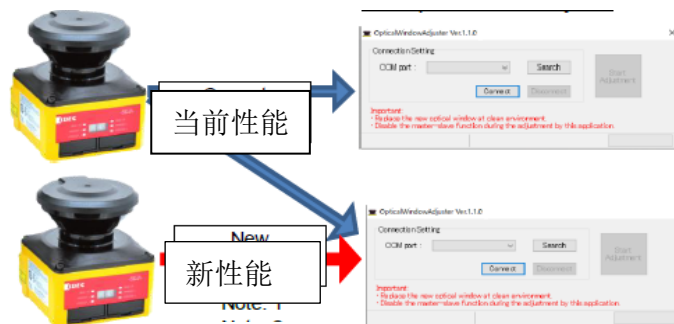 OpticalWindowAdjuster Ver.1.1.0
Connection Setting
COM port :
Search
Start
Adjustment
Connect
Disconnect
Important:
・Replace the new optical window at clean environment.
・Disable the master-slave function during the adjustment by this application.
当前性能
OpticalWindowAdjuster Ver.1.1.0
Connection Setting
COM port :
Search
Start
Adjustment
Connect
Disconnect
Important:
・Replace the new optical window at clean environment.
・Disable the master-slave function during the adjustment by this application.
New
新性能
Note: 1